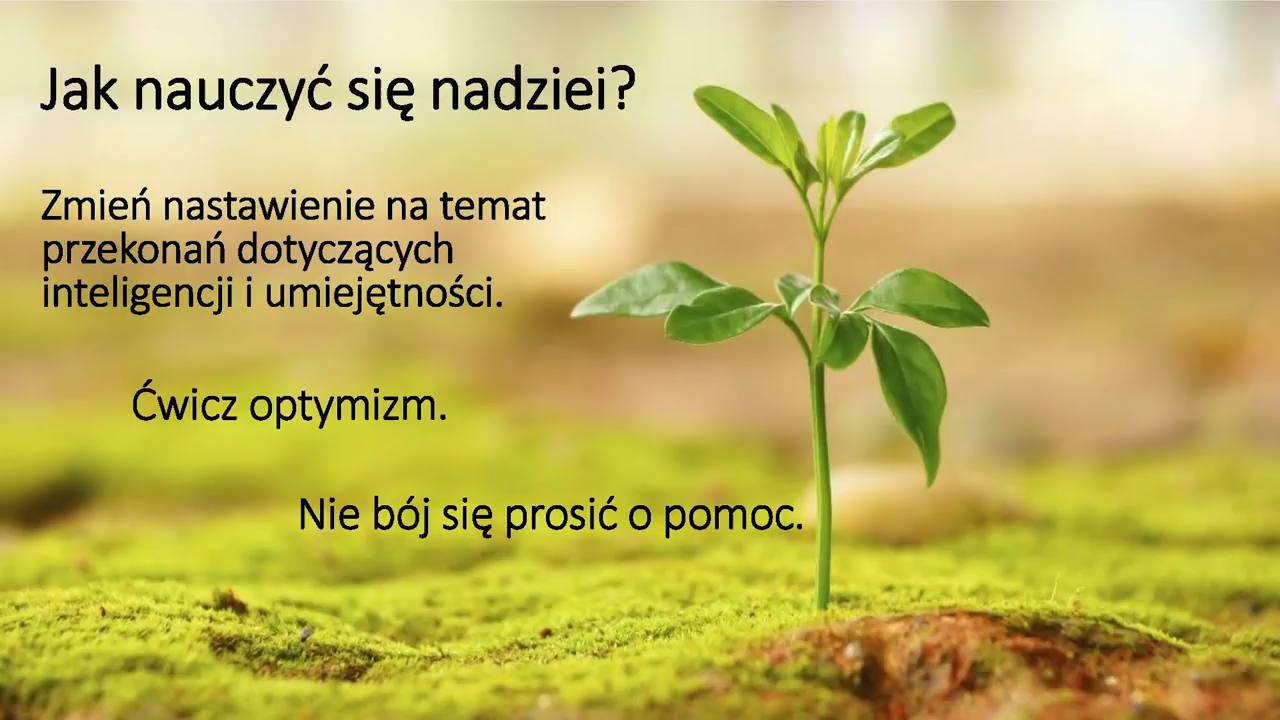 Jak nauczyć się nadziei?
Zmień nastawienie na temat
przekonań dotyczących
inteligencji i umiejętności.
Ćwicz optymizm.
Nie bój się prosić o pomoc.